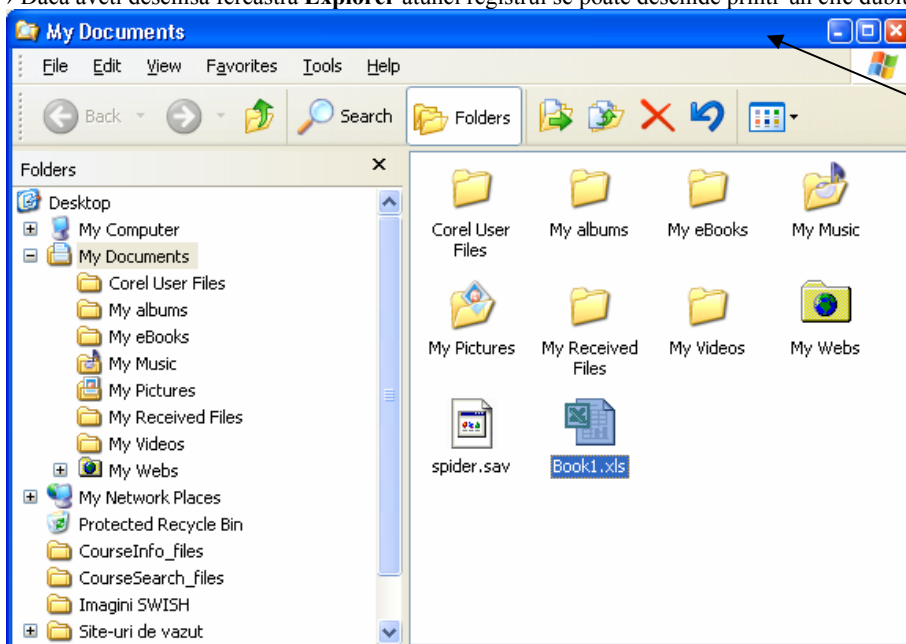 Daca aveti deschisa fereastra Explorer atunci registrul se poate deschide printr-un clic dublu
My Documents
File Edit View Favorites Tools Help
Back Search Folders
Folders
Desktop
My Computer
My Documents
Corel User Files
My albums
My eBooks
My Music
My Pictures
My Received Files
My Videos
My Webs
My Network Places
Protected Recycle Bin
CourseInfo_files
CourseSearch_files
Imagini SWISH
Site-uri de vazut
Corel User
Files
My albums
My eBooks
My Music
My Pictures
My Received
Files
My Videos
My Webs
spider.sav
Book1.xls